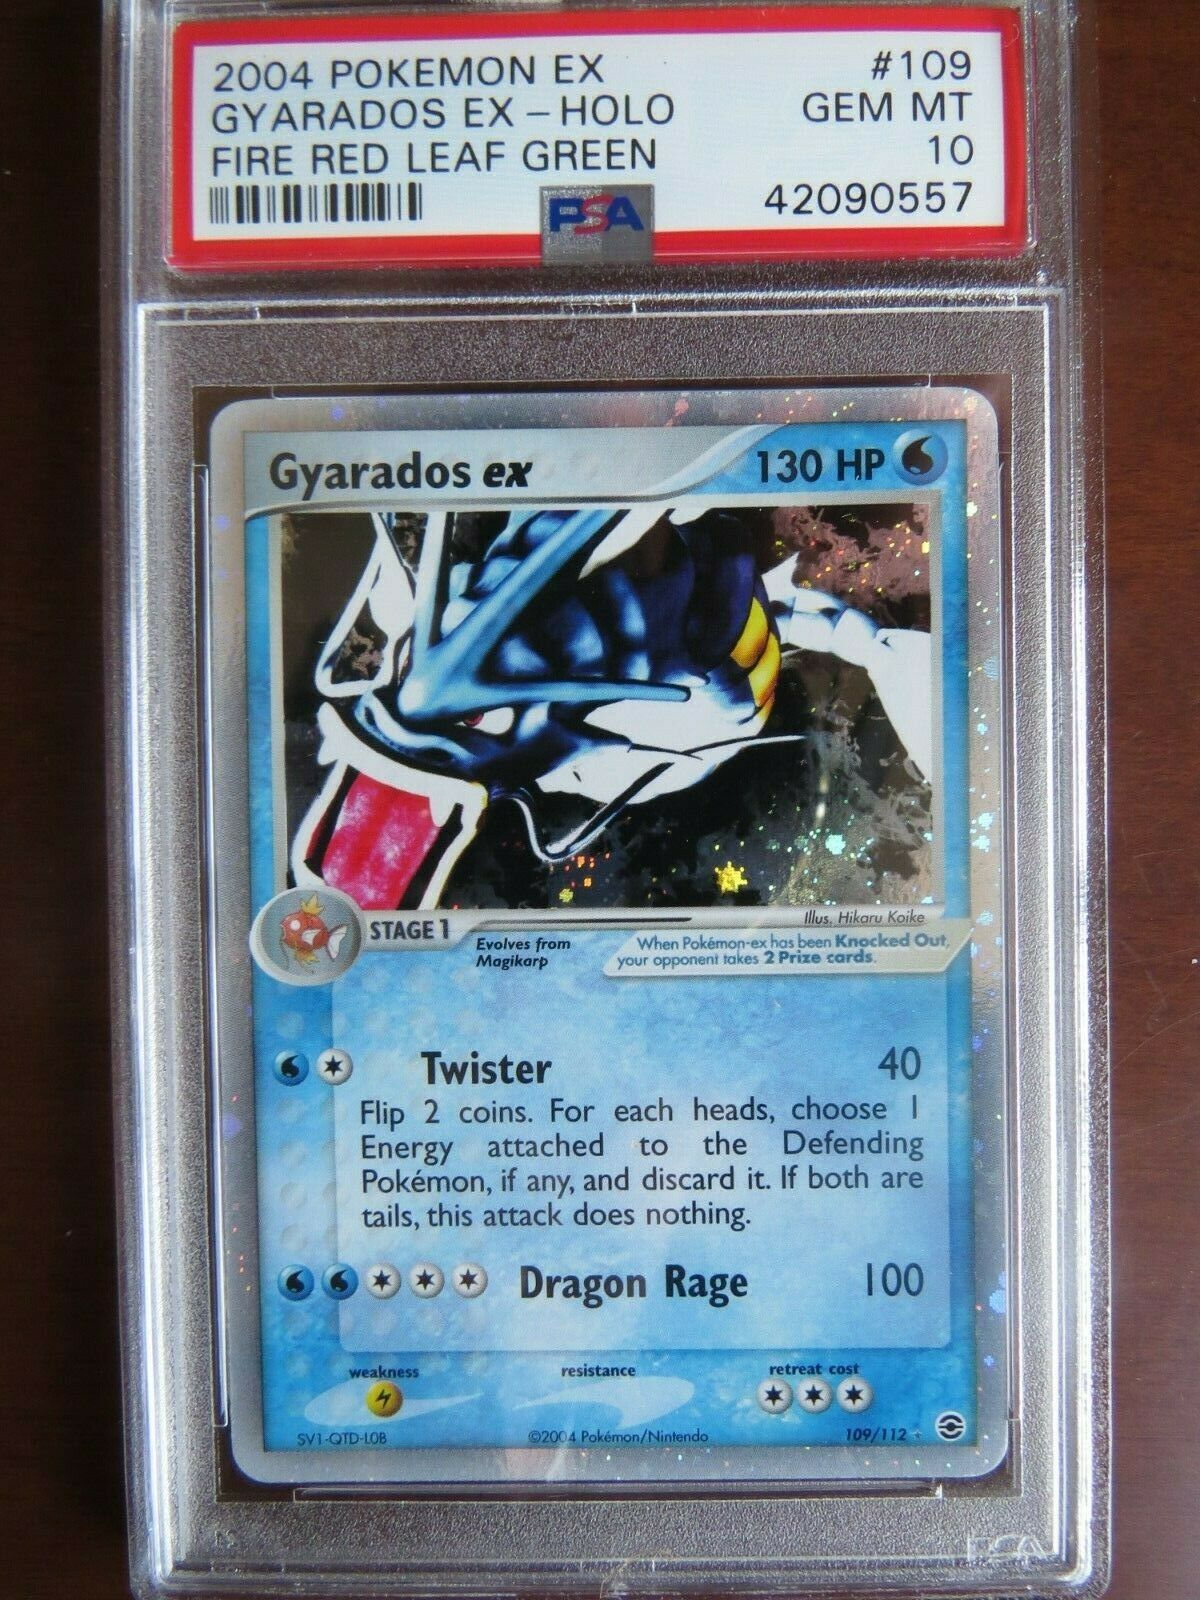 2004 POKEMON EX #109
GYARADOS EX - HOLO GEM MT
FIRE RED LEAF GREEN 10
PSA 42090557
Gyarados ex 130 HP
Illus. Hikaru Koike
STAGE 1
Evolves from
Magikarp
When Pokémon-ex has been Knocked Out,
your opponent takes 2 Prize cards.
Twister 40
Flip 2 coins. For each heads, choose 1
Energy attached to the Defending
Pokémon, if any, and discard it. If both are
tails, this attack does nothing.
Dragon Rage 100
weakness resistance retreat cost
SV1-QTD-L0B ©2004 Pokémon/Nintendo 109/112
PSA